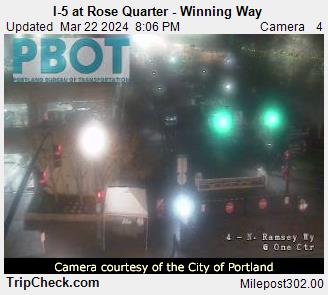 I-5 at Rose Quarter - Winning Way
Updated Mar 22 2024 8:06 PM Camera 4
PBOT
PORTLAND BUREAU OF TRANSPORTATION
4 - N. Ramsey Wy
@ One Ctr
Camera courtesy of the City of Portland
TripCheck.com Milepost302.00